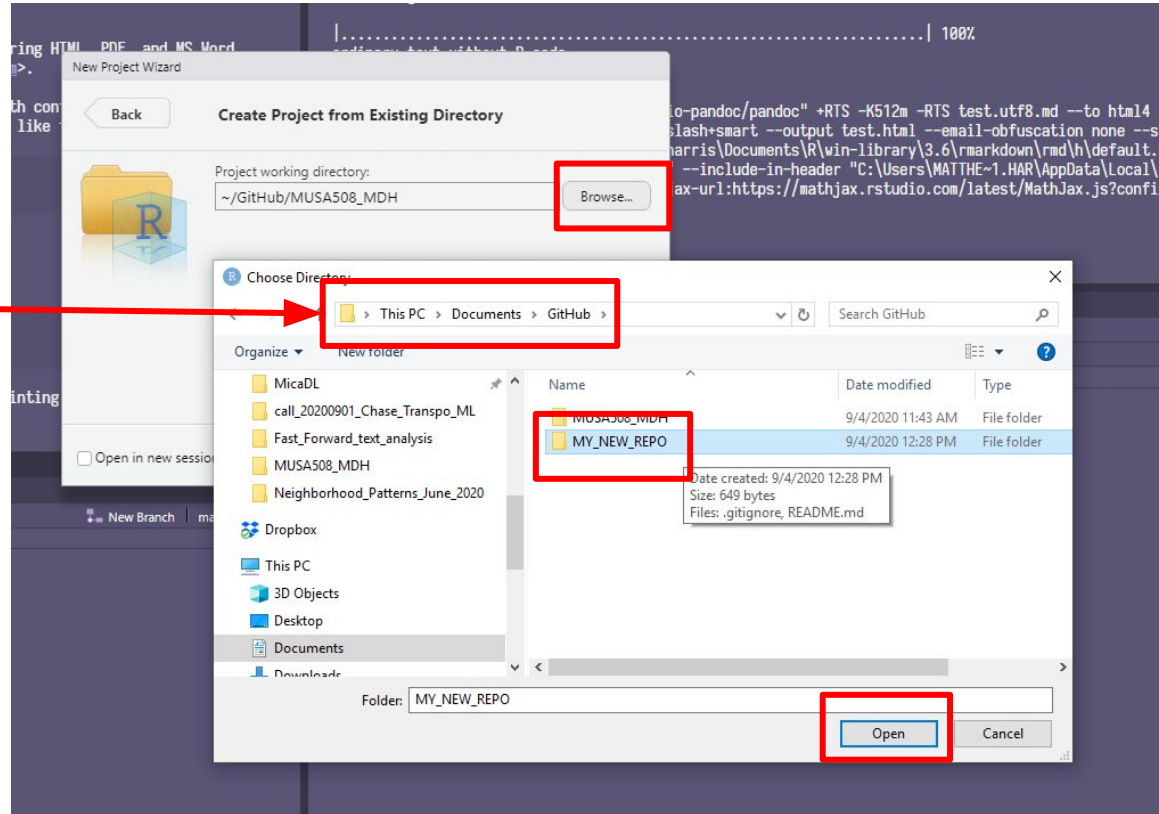 |......................................................................| 100%
ring HTML, PDF, and MS Word
ordinary text without R code
>.
th con
like
io-pandoc/pandoc" +RTS -K512m -RTS test.utf8.md --to html4
slash+smart --output test.html --email-obfuscation none --s
harris\Documents\R\win-library\3.6\rmarkdown\rmd\h\default.
--include-in-header "C:\Users\MATTHE~1.HAR\AppData\Local\
ax-url:https://mathjax.rstudio.com/latest/MathJax.js?confi
New Project Wizard
Back
Create Project from Existing Directory
Project working directory:
~/GitHub/MUSA508_MDH
Browse...
R
inting
Open in new sessio
New Branch
ma
R
Choose Directory
> This PC > Documents > GitHub >
Search GitHub
Organize
New folder
?
MicaDL
call_20200901_Chase_Transpo_ML
Fast_Forward_text_analysis
MUSA508_MDH
Neighborhood_Patterns_June_2020
Dropbox
This PC
3D Objects
Desktop
Documents
Downloads
Name Date modified Type
MUSA508_MDH 9/4/2020 11:43 AM File folder
MY_NEW_REPO 9/4/2020 12:28 PM File folder
Date created: 9/4/2020 12:28 PM
Size: 649 bytes
Files: .gitignore, README.md
Folder: MY_NEW_REPO
Open
Cancel